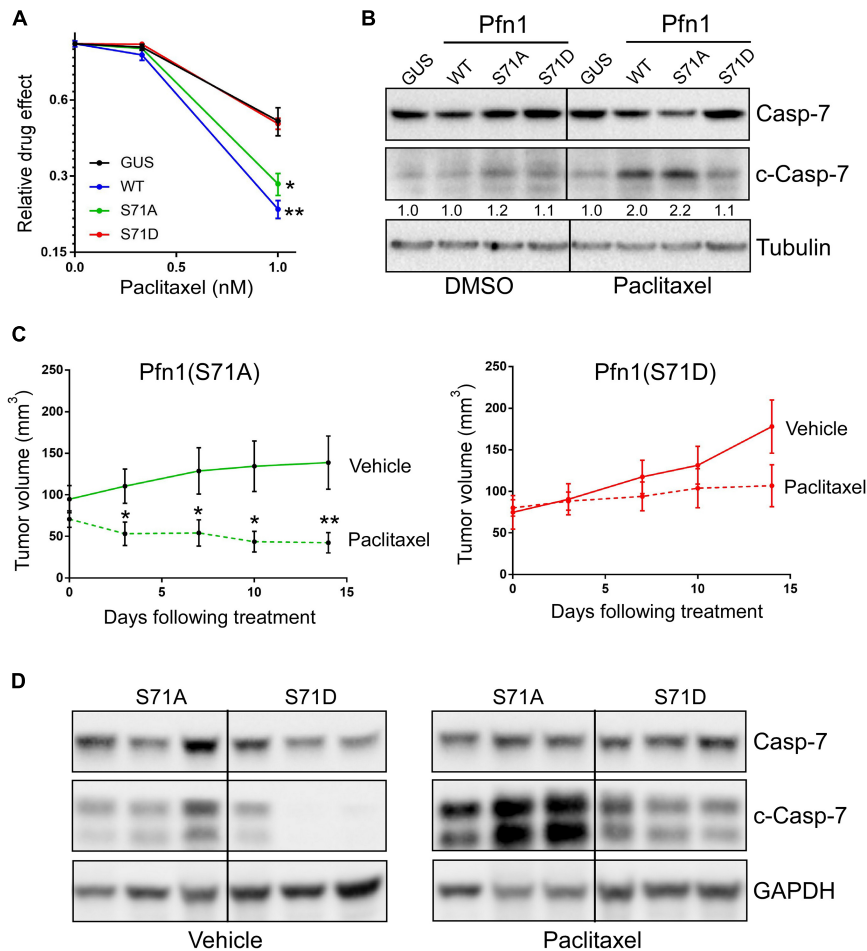 A
Relative drug effect
0.6
0.3
0.15
GUS
WT
S71A
S71D
*
**
0.0 0.5 1.0
Paclitaxel (nM)
B
Pfn1 Pfn1
GUS WT S71A S71D GUS WT S71A S71D
Casp-7
c-Casp-7
1.0 1.0 1.2 1.1 1.0 2.0 2.2 1.1
Tubulin
DMSO Paclitaxel
C
Pfn1(S71A)
Tumor volume (mm3)
250
200
150
100
50
0
Vehicle
* * * **
Paclitaxel
0 5 10 15
Days following treatment
Pfn1(S71D)
Tumor volume (mm3)
250
200
150
100
50
0
Vehicle
Paclitaxel
0 5 10 15
Days following treatment
D
S71A S71D S71A S71D
Casp-7
c-Casp-7
GAPDH
Vehicle Paclitaxel